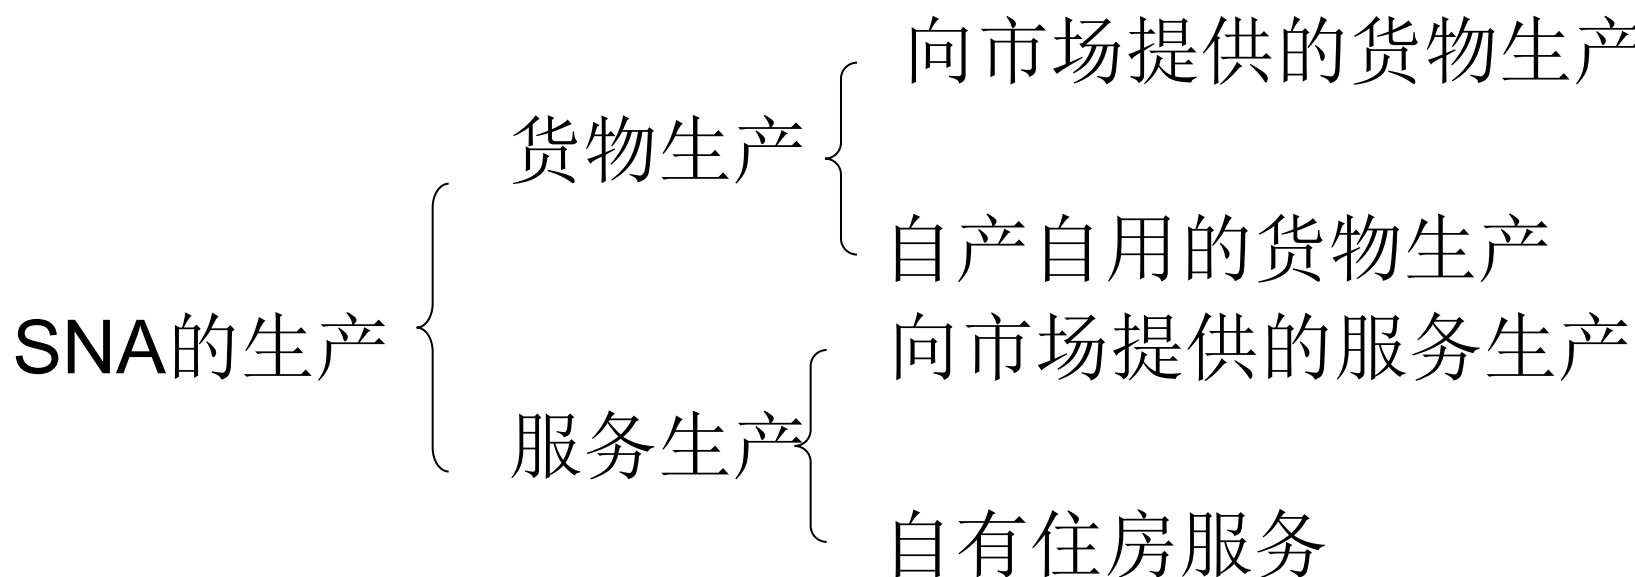 向市场提供的货物生产
货物生产
自产自用的货物生产
SNA的生产
向市场提供的服务生产
服务生产
自有住房服务